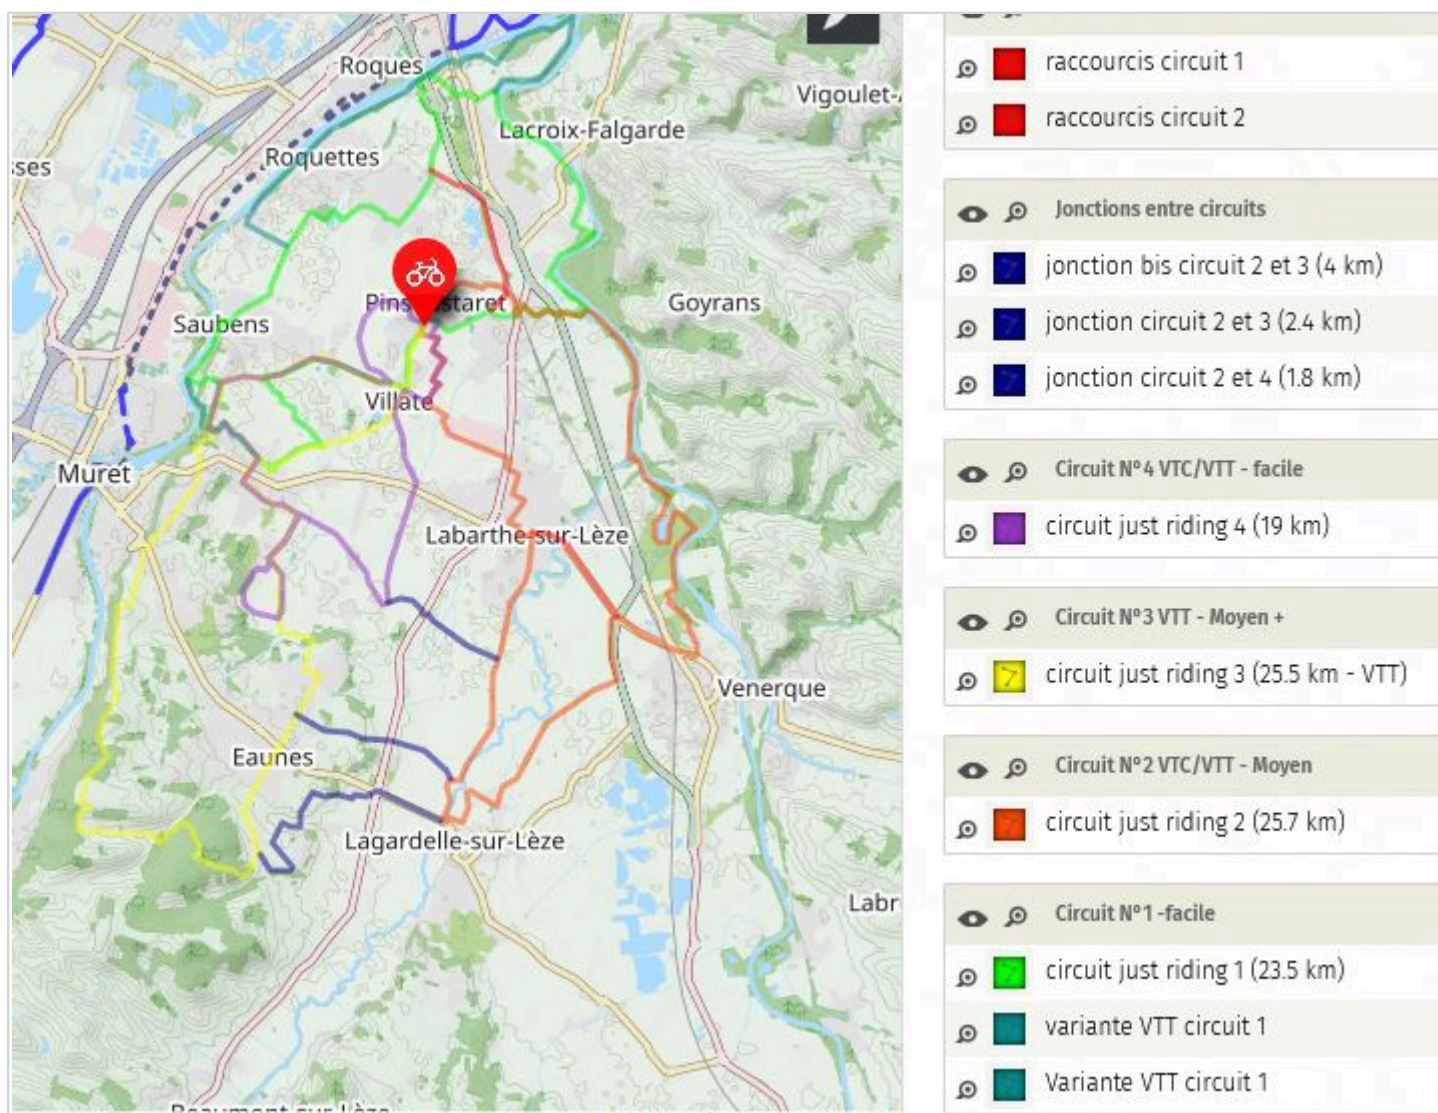 Roques
Vigoulet-
Lacroix-Falgarde
Roquettes
Goyrans
Saubens
Villate
Muret
Labarthe-sur-Lèze
Venerque
Eaunes
Lagardelle-sur-Lèze
Labr
raccourcis circuit 1
raccourcis circuit 2
Jonctions entre circuits
jonction bis circuit 2 et 3 (4 km)
jonction circuit 2 et 3 (2.4 km)
jonction circuit 2 et 4 (1.8 km)
Circuit N°4 VTC/VTT - facile
circuit just riding 4 (19 km)
Circuit N°3 VTT - Moyen +
circuit just riding 3 (25.5 km - VTT)
Circuit N°2 VTC/VTT - Moyen
circuit just riding 2 (25.7 km)
Circuit N°1 -facile
circuit just riding 1 (23.5 km)
variante VTT circuit 1
Variante VTT circuit 1